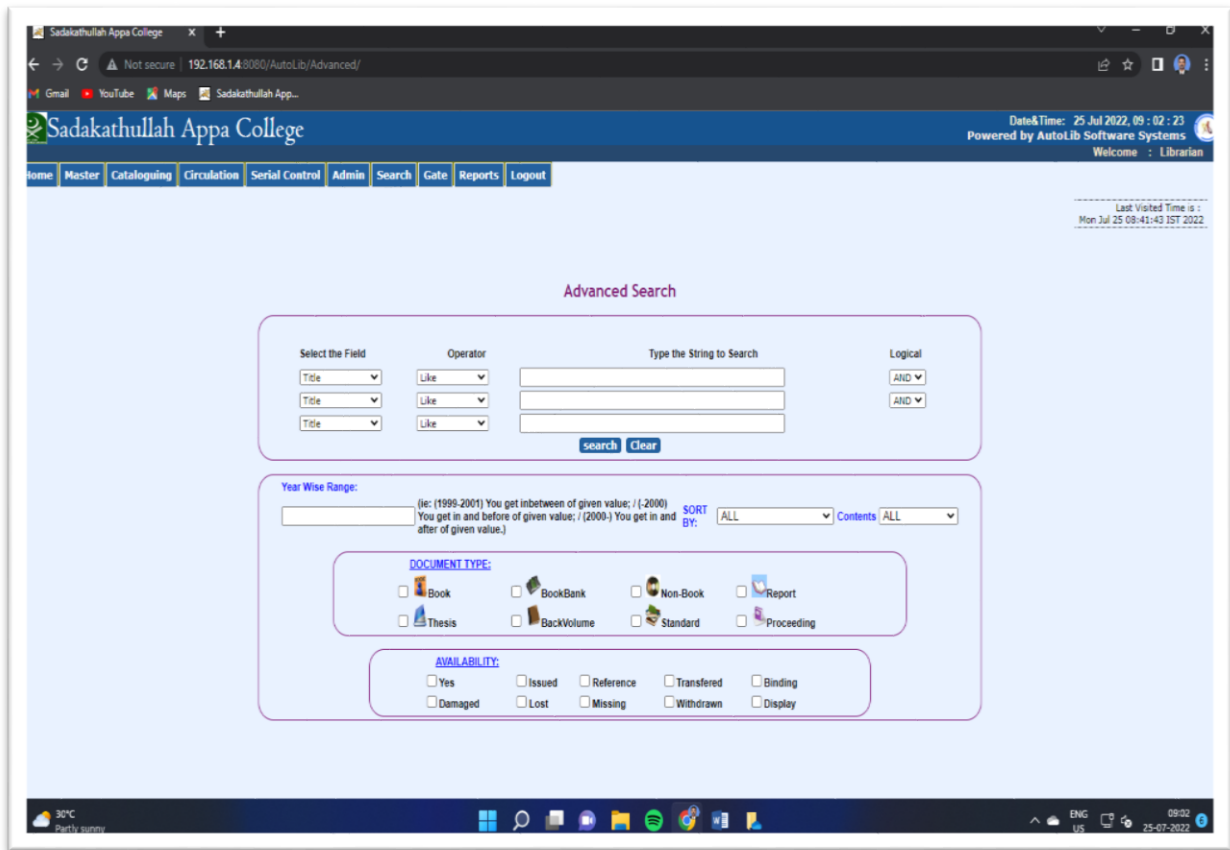 Sadakathullah Appa College
Not secure 192.168.1.4:8080/AutoLib/Advanced/
Gmail YouTube Maps Sadakathullah App...
Sadakathullah Appa College
Date&Time: 25 Jul 2022, 09 : 02 : 23
Powered by AutoLib Software Systems
Welcome : Librarian
Home Master Cataloguing Circulation Serial Control Admin Search Gate Reports Logout
Last Visited Time is :
Mon Jul 25 08:41:43 IST 2022
Advanced Search
Select the Field Operator Type the String to Search Logical
Title Like AND
Title Like AND
Title Like
search Clear
Year Wise Range:
(ie: (1999-2001) You get inbetween of given value; / (-2000)
You get in and before of given value; / (2000-) You get in and
after of given value.)
SORT
BY:
ALL Contents ALL
DOCUMENT TYPE:
Book BookBank Non-Book Report
Thesis BackVolume Standard Proceeding
AVAILABILITY:
Yes Issued Reference Transfered Binding
Damaged Lost Missing Withdrawn Display
30°C
Partly sunny
ENG
US
09:02
25-07-2022